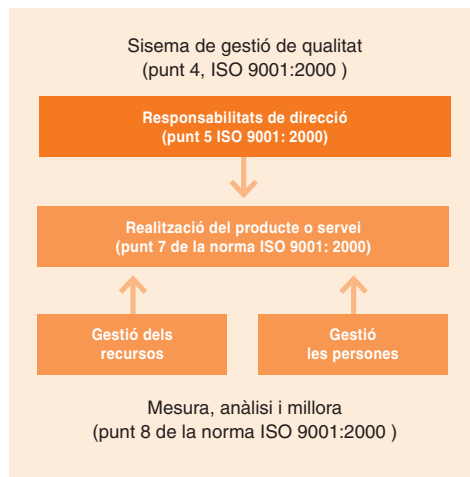 Sisema de gestió de qualitat
(punt 4, ISO 9001:2000 )
Responsabilitats de direcció
(punt 5 ISO 9001: 2000)
Realització del producte o servei
(punt 7 de la norma ISO 9001: 2000)
Gestió dels
recursos
Gestió
les persones
Mesura, anàlisi i millora
(punt 8 de la norma ISO 9001:2000 )